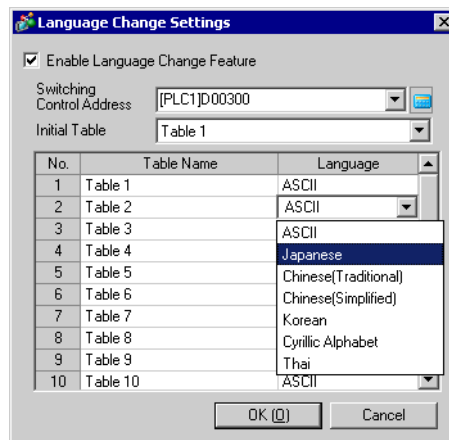 Language Change Settings
Enable Language Change Feature
Switching
Control Address
[PLC1]D00300
Initial Table
Table 1
No. Table Name Language
1 Table 1 ASCII
2 Table 2 ASCII
3 Table 3 ASCII
4 Table 4 Japanese
5 Table 5 Chinese(Traditional)
6 Table 6 Chinese(Simplified)
7 Table 7 Korean
8 Table 8 Cyrillic Alphabet
9 Table 9 Thai
10 Table 10 ASCII
OK (O) Cancel